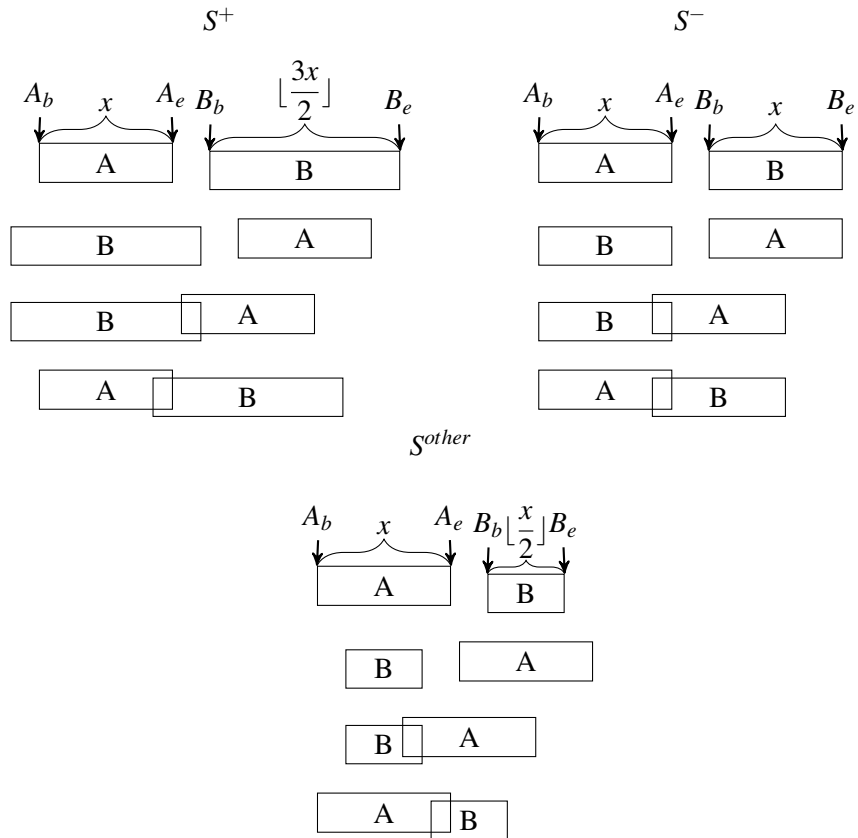 S^+ S^-
A_b x A_e B_b ⌊3x/2⌋ B_e A_b x A_e B_b x B_e
A B A B
B A B A
B A B A
A B A B
S^other
A_b x A_e B_b ⌊x/2⌋ B_e
A B
B A
B A
A B